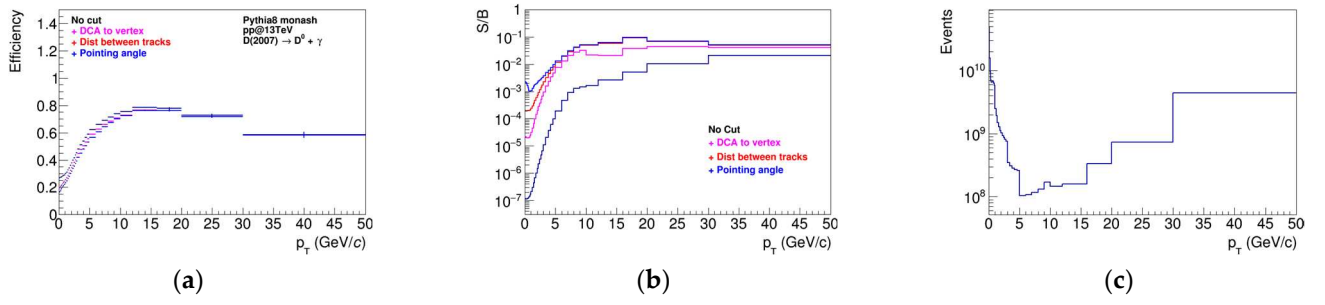 No cut
+ DCA to vertex
+ Dist between tracks
+ Pointing angle
Pythia8 monash
pp@13TeV
D(2007) → D⁰ + γ
Efficiency
1.4
1.2
1
0.8
0.6
0.4
0.2
0
0 5 10 15 20 25 30 35 40 45 50
p_T (GeV/c)
(a)
S/B
1
10⁻¹
10⁻²
10⁻³
10⁻⁴
10⁻⁵
10⁻⁶
10⁻⁷
No Cut
+ DCA to vertex
+ Dist between tracks
+ Pointing angle
0 5 10 15 20 25 30 35 40 45 50
p_T (GeV/c)
(b)
Events
10¹⁰
10⁹
10⁸
0 5 10 15 20 25 30 35 40 45 50
p_T (GeV/c)
(c)